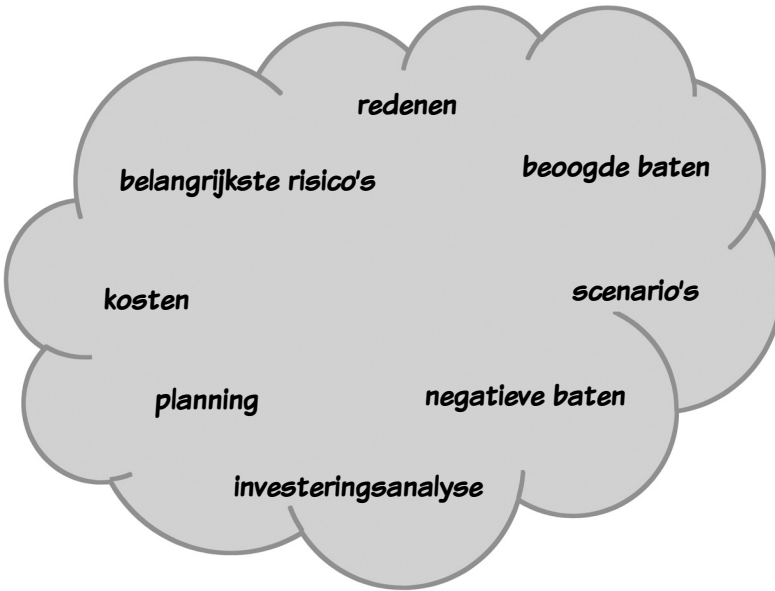 redenen
belangrijkste risico's
beoogde baten
kosten
scenario's
planning
negatieve baten
investeringsanalyse